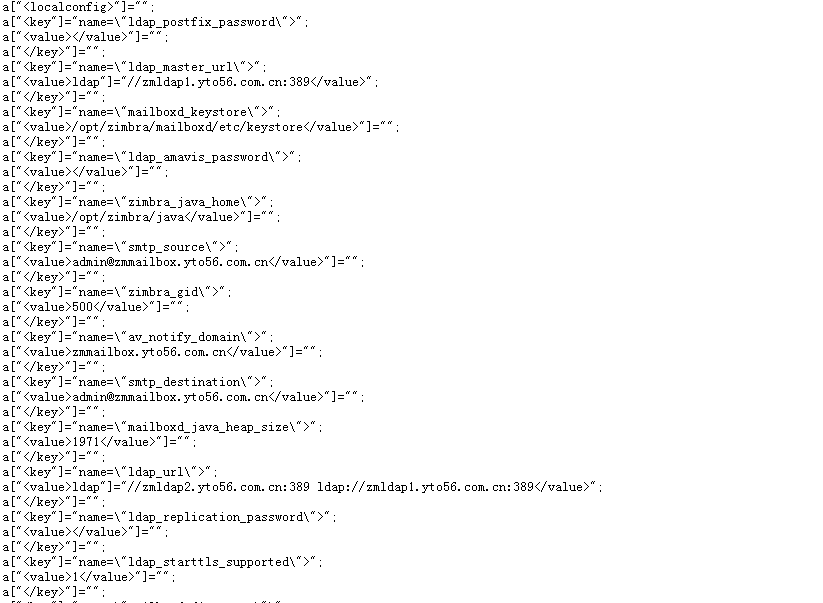 a["<localconfig>"]="";
a["<key"]="name=\"ldap_postfix_password\">";
a["<value></value>"]="";
a["</key>"]="";
a["<key"]="name=\"ldap_master_url\">";
a["<value>ldap"]="//zmldap1.yto56.com.cn:389</value>";
a["</key>"]="";
a["<key"]="name=\"mailboxd_keystore\">";
a["<value>/opt/zimbra/mailboxd/etc/keystore</value>"]="";
a["</key>"]="";
a["<key"]="name=\"ldap_amavis_password\">";
a["<value></value>"]="";
a["</key>"]="";
a["<key"]="name=\"zimbra_java_home\">";
a["<value>/opt/zimbra/java</value>"]="";
a["</key>"]="";
a["<key"]="name=\"smtp_source\">";
a["<value>admin@zmmailbox.yto56.com.cn</value>"]="";
a["</key>"]="";
a["<key"]="name=\"zimbra_gid\">";
a["<value>500</value>"]="";
a["</key>"]="";
a["<key"]="name=\"av_notify_domain\">";
a["<value>zmmailbox.yto56.com.cn</value>"]="";
a["</key>"]="";
a["<key"]="name=\"smtp_destination\">";
a["<value>admin@zmmailbox.yto56.com.cn</value>"]="";
a["</key>"]="";
a["<key"]="name=\"mailboxd_java_heap_size\">";
a["<value>1971</value>"]="";
a["</key>"]="";
a["<key"]="name=\"ldap_url\">";
a["<value>ldap"]="//zmldap2.yto56.com.cn:389 ldap://zmldap1.yto56.com.cn:389</value>";
a["</key>"]="";
a["<key"]="name=\"ldap_replication_password\">";
a["<value></value>"]="";
a["</key>"]="";
a["<key"]="name=\"ldap_starttls_supported\">";
a["<value>1</value>"]="";
a["</key>"]="";